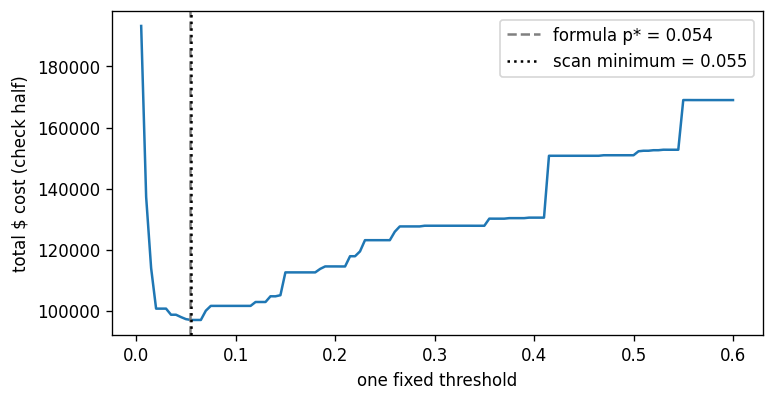 formula p* = 0.054
scan minimum = 0.055
total $ cost (check half)
180000
160000
140000
120000
100000
0.0 0.1 0.2 0.3 0.4 0.5 0.6
one fixed threshold